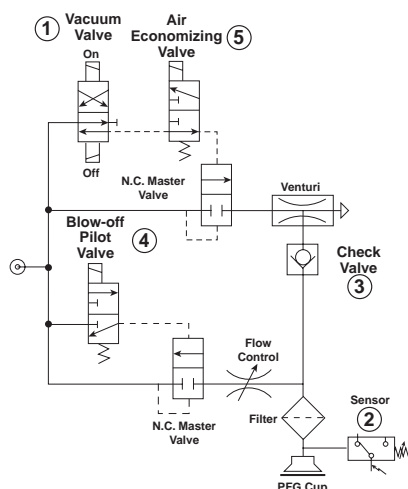 1
Vacuum
Valve
On
Off
Air
Economizing
Valve
5
N.C. Master
Valve
Venturi
Blow-off
Pilot
Valve
4
Check
Valve
3
Flow
Control
N.C. Master
Valve
Filter
Sensor
2
PFG Cup